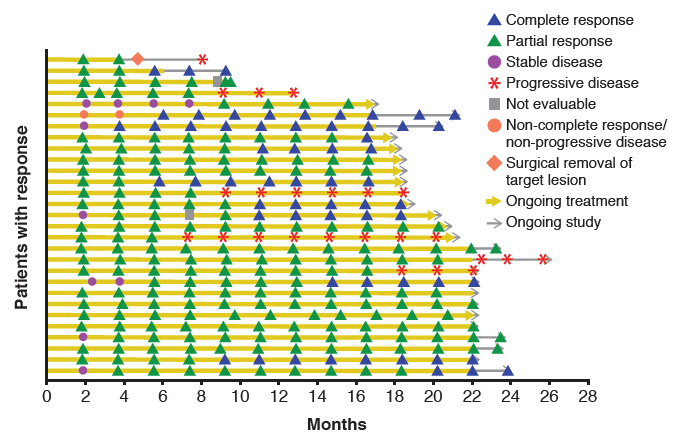 Complete response
Partial response
Stable disease
Progressive disease
Not evaluable
Non-complete response/
non-progressive disease
Surgical removal of
target lesion
Ongoing treatment
Ongoing study
Patients with response
0 2 4 6 8 10 12 14 16 18 20 22 24 26 28
Months